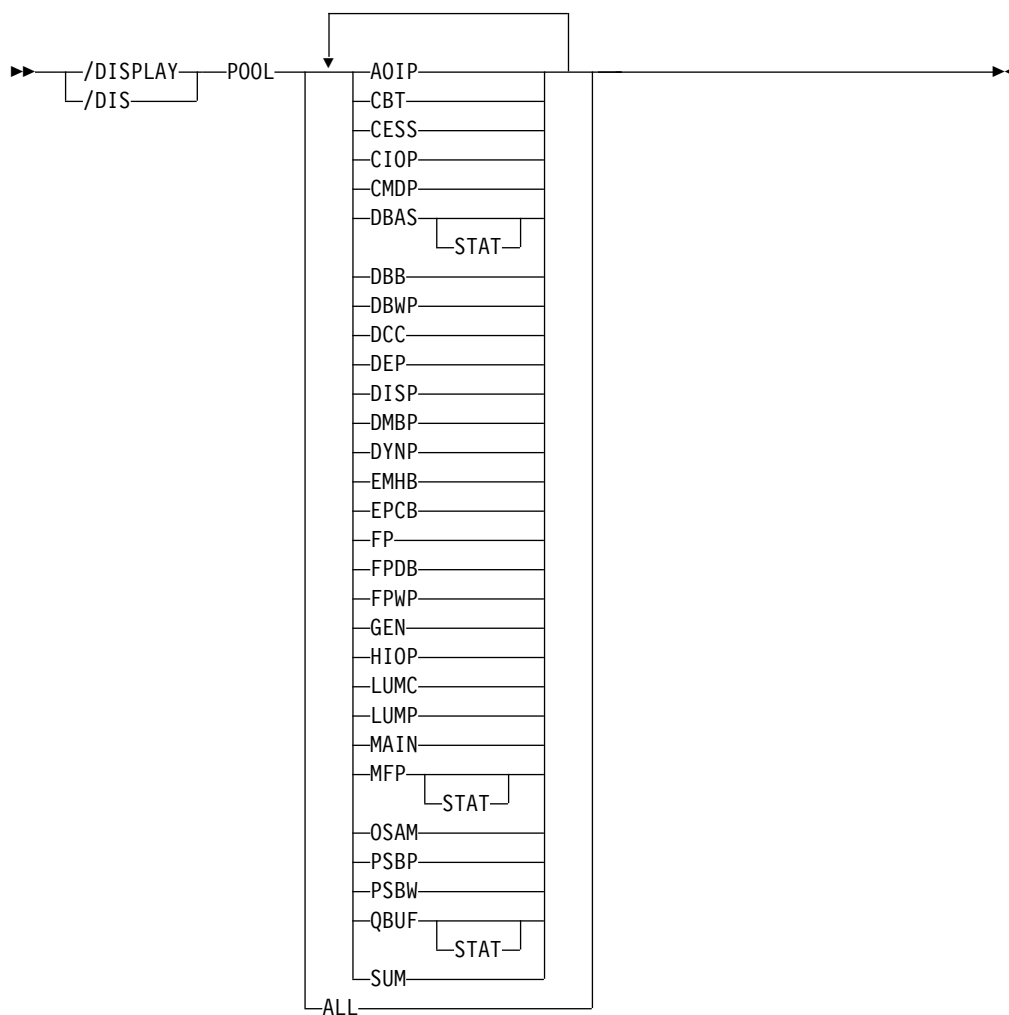 /DISPLAY POOL AOIP
/DIS CBT
CESS
CIOP
CMDP
DBAS
STAT
DBB
DBWP
DCC
DEP
DISP
DMBP
DYNP
EMHB
EPCB
FP
FPDB
FPWP
GEN
HIOP
LUMC
LUMP
MAIN
MFP
STAT
OSAM
PSBP
PSBW
QBUF
STAT
SUM
ALL